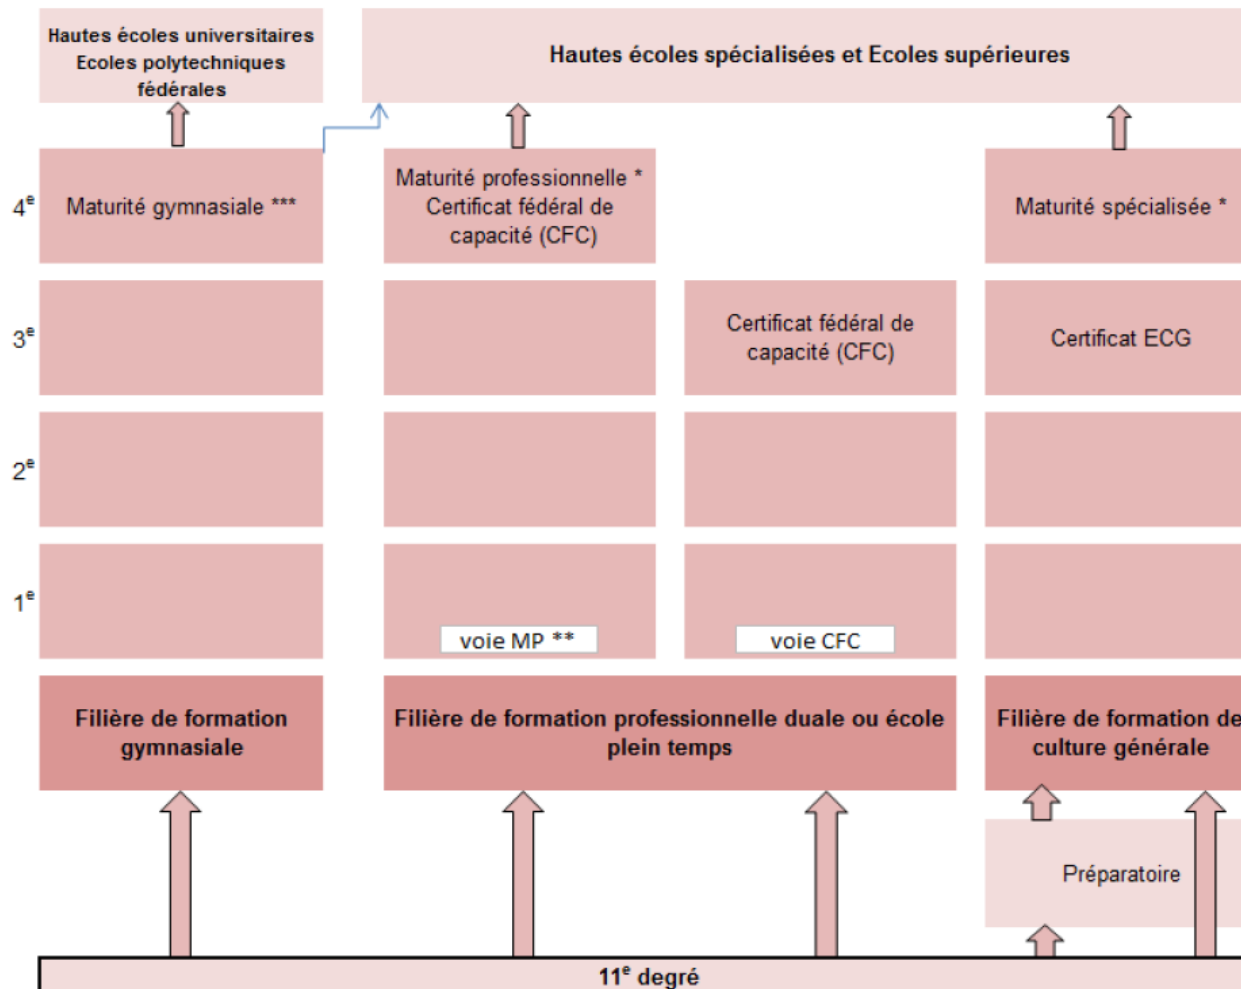 Hautes écoles universitaires
Ecoles polytechniques
fédérales
Hautes écoles spécialisées et Ecoles supérieures
4e
Maturité gymnasiale ***
Maturité professionnelle *
Certificat fédéral de
capacité (CFC)
Maturité spécialisée *
3e
Certificat fédéral de
capacité (CFC)
Certificat ECG
2e
1e
voie MP **
voie CFC
Filière de formation
gymnasiale
Filière de formation professionnelle duale ou école
plein temps
Filière de formation de
culture générale
Préparatoire
11e degré